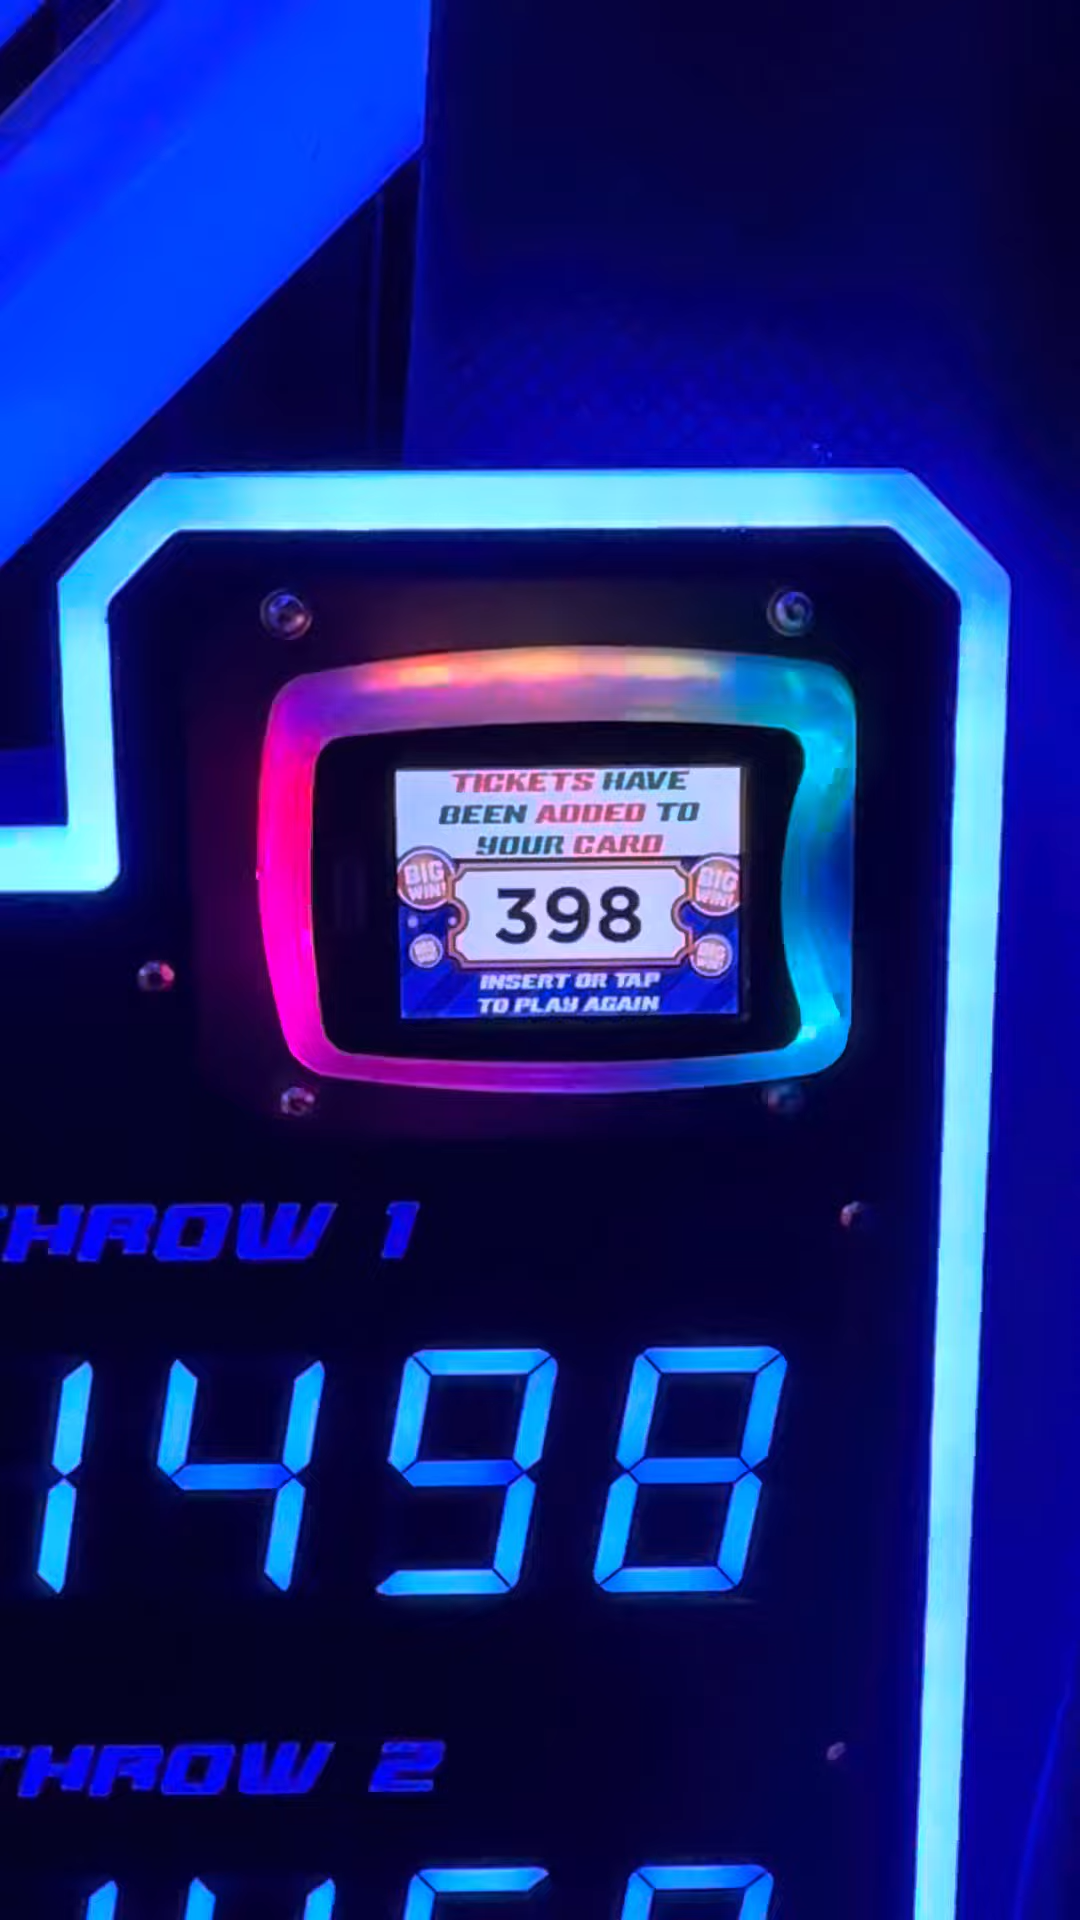 TICKETS HAVE
BEEN ADDED TO
YOUR CARD
BIG WIN!
BIG WIN!
398
INSERT OR TAP
TO PLAY AGAIN
THROW 1
1498
THROW 2